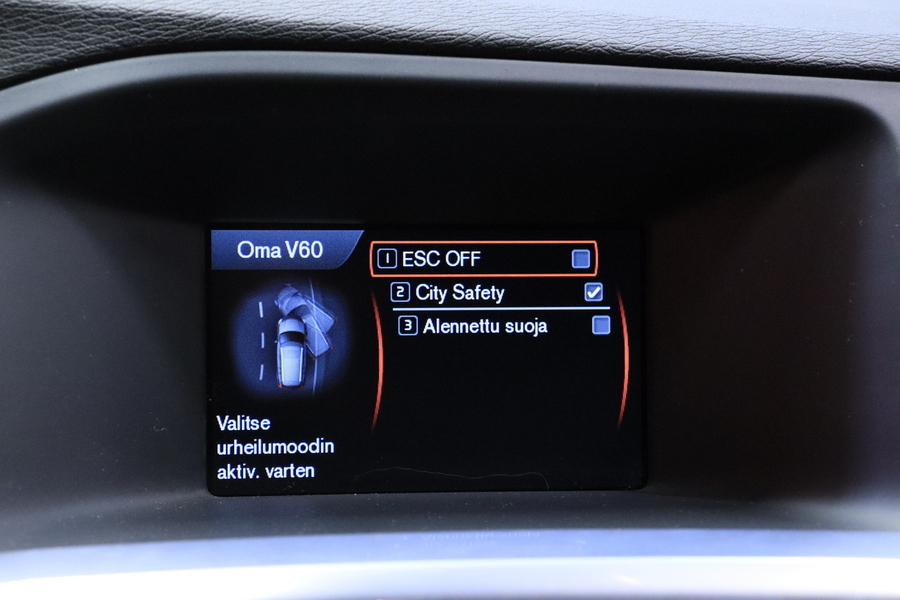 Oma V60
1 ESC OFF
2 City Safety
3 Alennettu suoja
Valitse
urheilumoodin
aktiv. varten